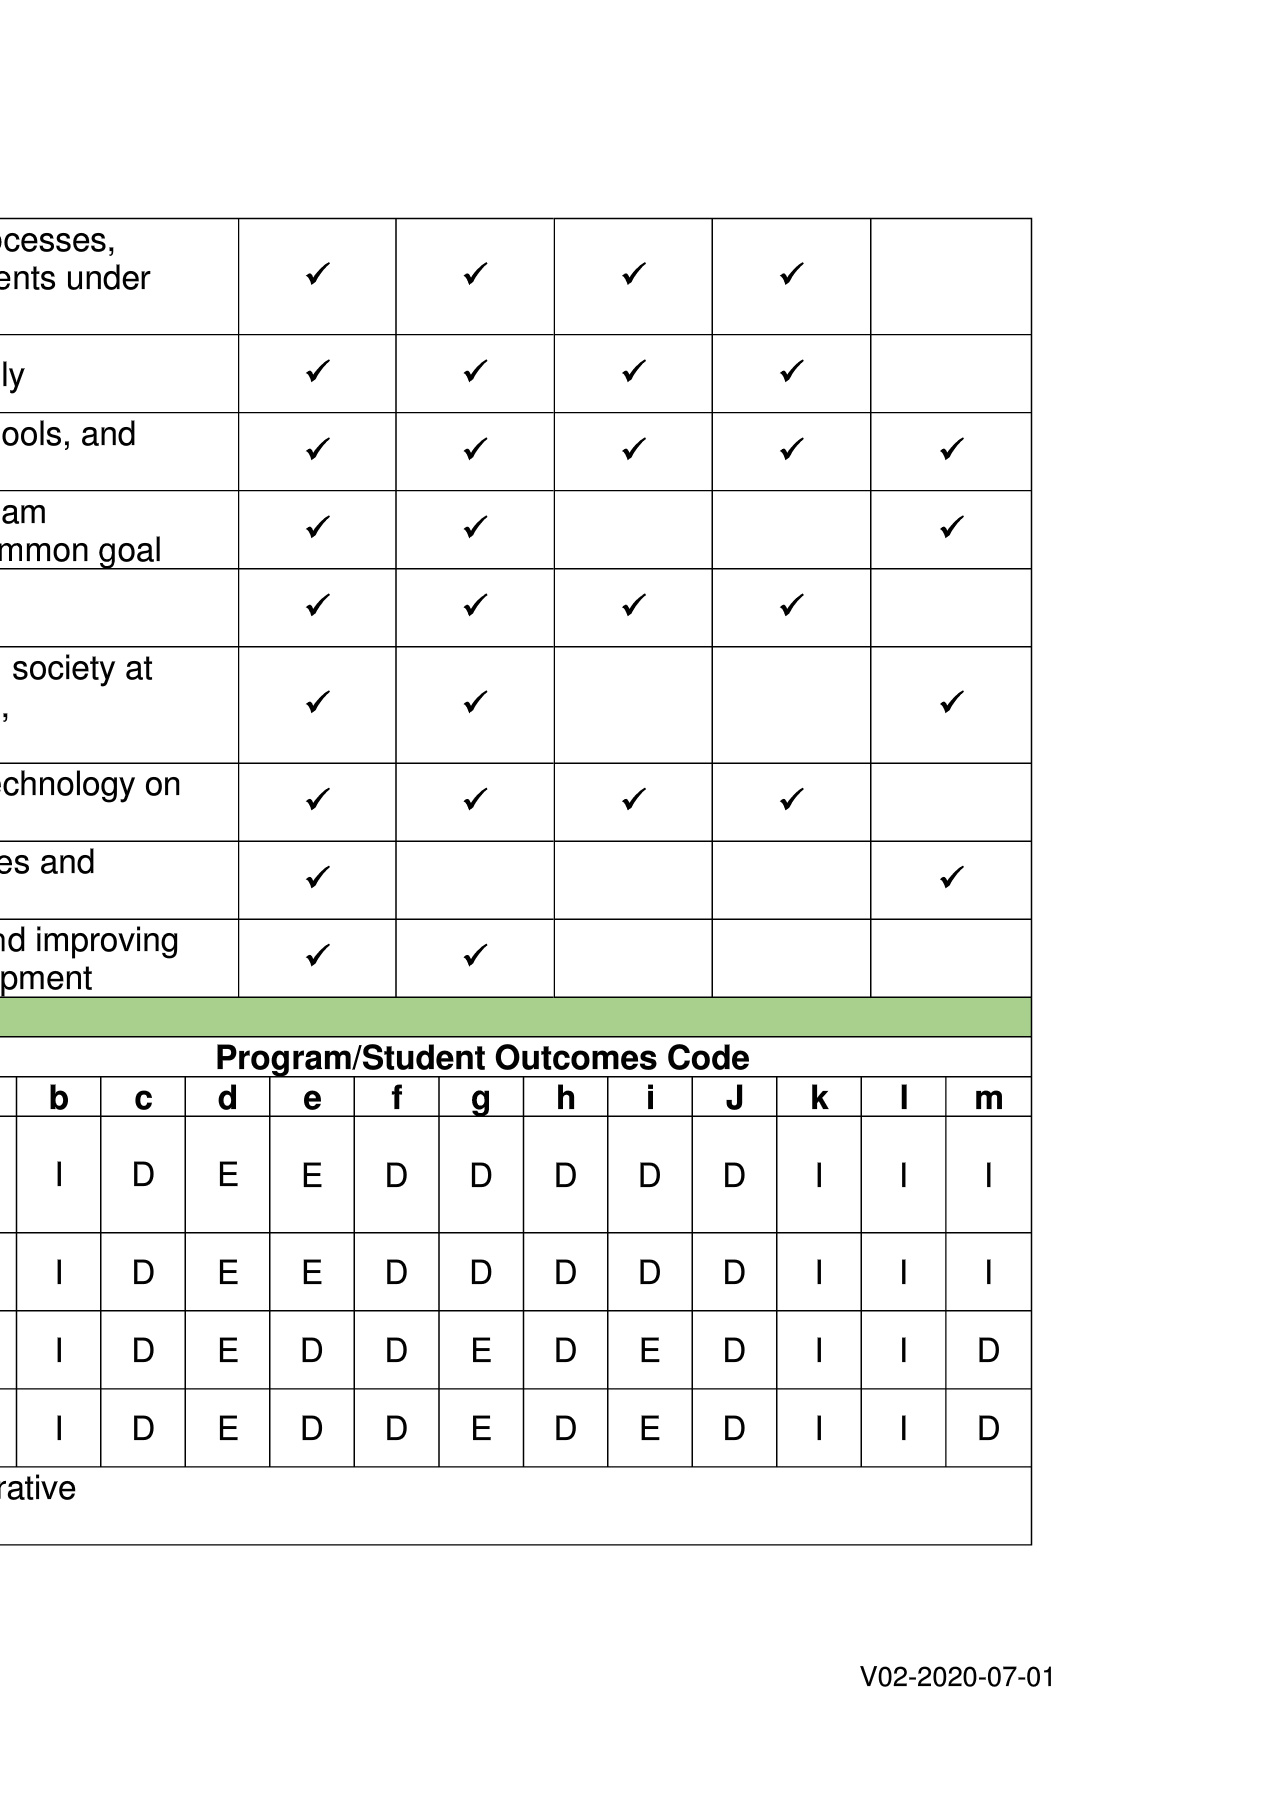 ocesses,
ents under
✓ ✓ ✓ ✓
ly ✓ ✓ ✓ ✓
ools, and
✓ ✓ ✓ ✓ ✓
am
mmon goal
✓ ✓ ✓
✓ ✓ ✓ ✓
society at
,
✓ ✓ ✓
echnology on
✓ ✓ ✓ ✓
es and
✓ ✓
nd improving
pment
✓ ✓
Program/Student Outcomes Code
b c d e f g h i J k l m
I D E E D D D D D I I I
I D E E D D D D D I I I
I D E D D E D E D I I D
I D E D D E D E D I I D
rative
V02-2020-07-01